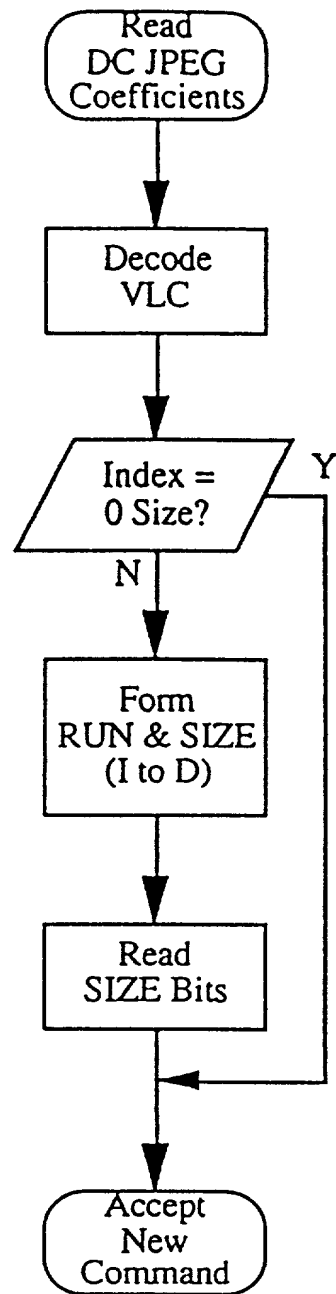 Read
DC JPEG
Coefficients
Decode
VLC
Index =
0 Size?
Y
N
Form
RUN & SIZE
(I to D)
Read
SIZE Bits
Accept
New
Command